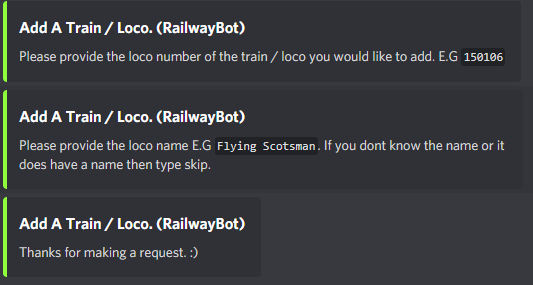 Add A Train / Loco. (RailwayBot)
Please provide the loco number of the train / loco you would like to add. E.G 150106
Add A Train / Loco. (RailwayBot)
Please provide the loco name E.G Flying Scotsman. If you dont know the name or it
does have a name then type skip.
Add A Train / Loco. (RailwayBot)
Thanks for making a request. :)